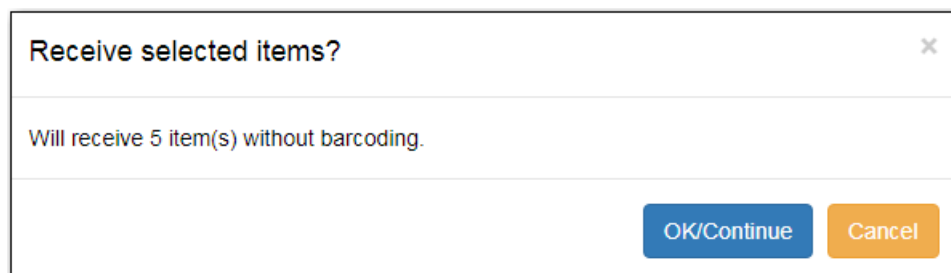 Receive selected items?
×
Will receive 5 item(s) without barcoding.
OK/Continue Cancel